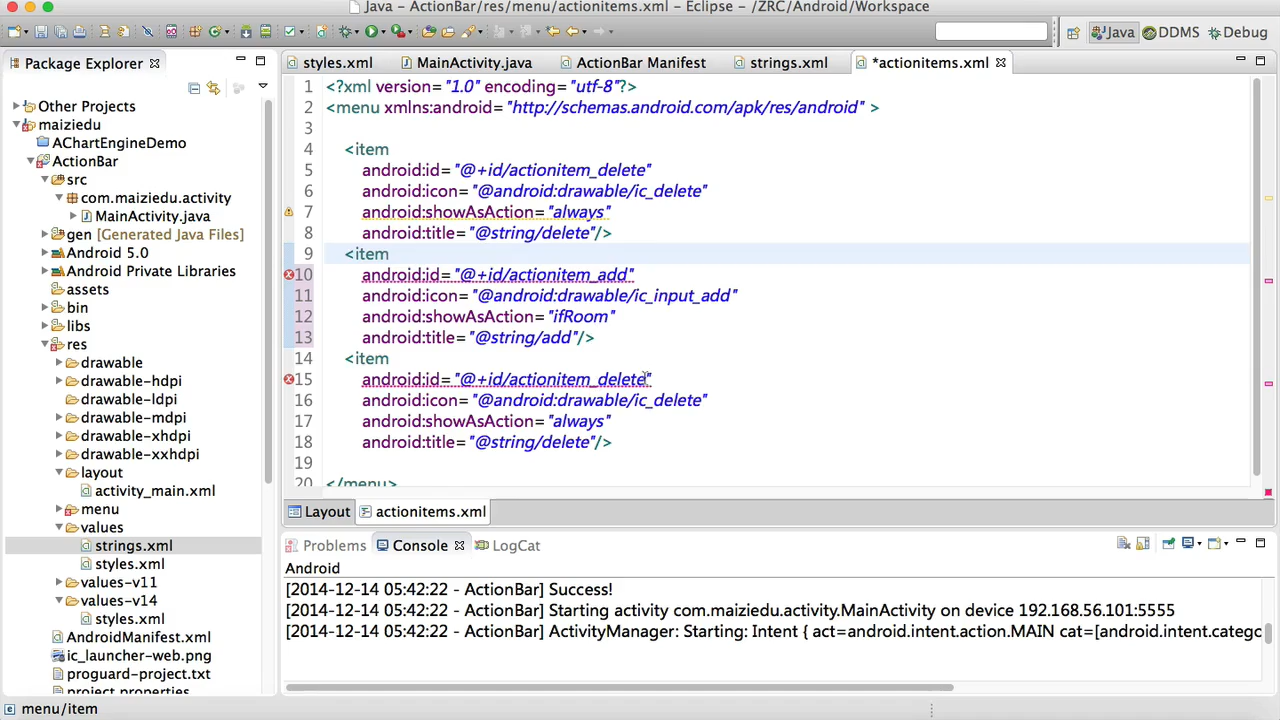 Java - ActionBar/res/menu/actionitems.xml - Eclipse - /ZRC/Android/Workspace
Java
DDMS
Debug
Package Explorer
styles.xml
MainActivity.java
ActionBar Manifest
strings.xml
*actionitems.xml
Other Projects
maiziedu
AChartEngineDemo
ActionBar
src
com.maiziedu.activity
MainActivity.java
gen [Generated Java Files]
Android 5.0
Android Private Libraries
assets
bin
libs
res
drawable
drawable-hdpi
drawable-ldpi
drawable-mdpi
drawable-xhdpi
drawable-xxhdpi
layout
activity_main.xml
menu
values
strings.xml
styles.xml
values-v11
values-v14
styles.xml
AndroidManifest.xml
ic_launcher-web.png
proguard-project.txt
project.properties
1 <?xml version="1.0" encoding="utf-8"?>
2 <menu xmlns:android="http://schemas.android.com/apk/res/android" >
3
4 <item
5 android:id="@+id/actionitem_delete"
6 android:icon="@android:drawable/ic_delete"
7 android:showAsAction="always"
8 android:title="@string/delete"/>
9 <item
10 android:id="@+id/actionitem_add"
11 android:icon="@android:drawable/ic_input_add"
12 android:showAsAction="ifRoom"
13 android:title="@string/add"/>
14 <item
15 android:id="@+id/actionitem_delete"
16 android:icon="@android:drawable/ic_delete"
17 android:showAsAction="always"
18 android:title="@string/delete"/>
19
20 </menu>
Layout
actionitems.xml
Problems
Console
LogCat
Android
[2014-12-14 05:42:22 - ActionBar] Success!
[2014-12-14 05:42:22 - ActionBar] Starting activity com.maiziedu.activity.MainActivity on device 192.168.56.101:5555
[2014-12-14 05:42:22 - ActionBar] ActivityManager: Starting: Intent { act=android.intent.action.MAIN cat=[android.intent.categc
menu/item